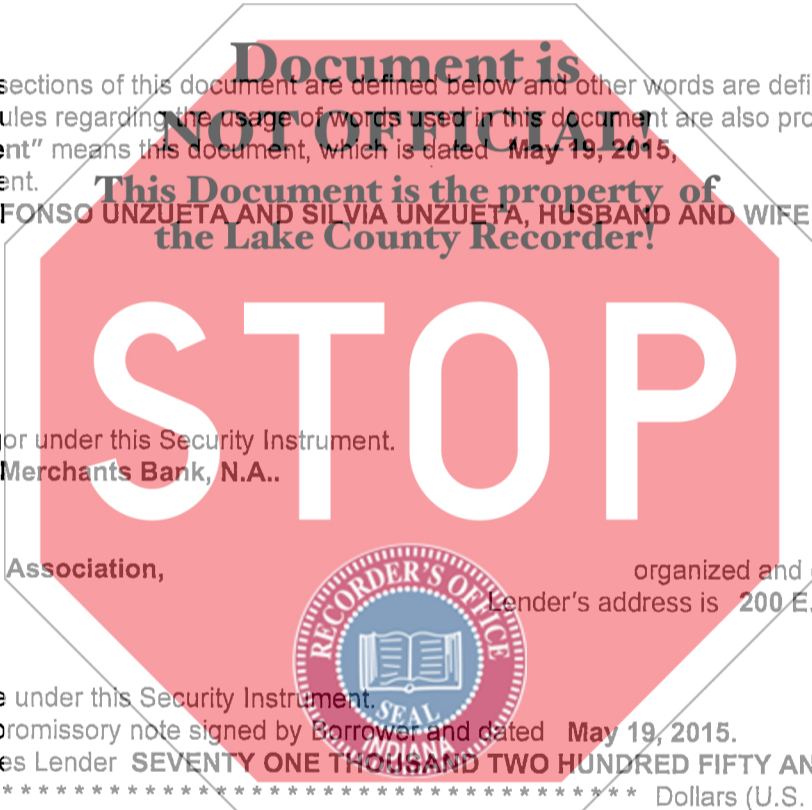 Document is
sections of this document are defined below and other words are defi
ules regarding the usage of words used in this document are also pro
NOT OFFICIAL!
ent" means this document, which is dated May 19, 2015,
ent.
This Document is the property of
FONSO UNZUETA AND SILVIA UNZUETA, HUSBAND AND WIFE
the Lake County Recorder!
STOP
or under this Security Instrument.
Merchants Bank, N.A..
Association,
organized and
Lender's address is 200 E.
RECORDER'S OFFICE
SEAL
INDIANA
e under this Security Instrument.
promissory note signed by Borrower and dated May 19, 2015.
es Lender SEVENTY ONE THOUSAND TWO HUNDRED FIFTY AN
* * * * * * * * * * * * * * * * * * * * * * * * * * * * * * * * * * * * * * Dollars (U.S.